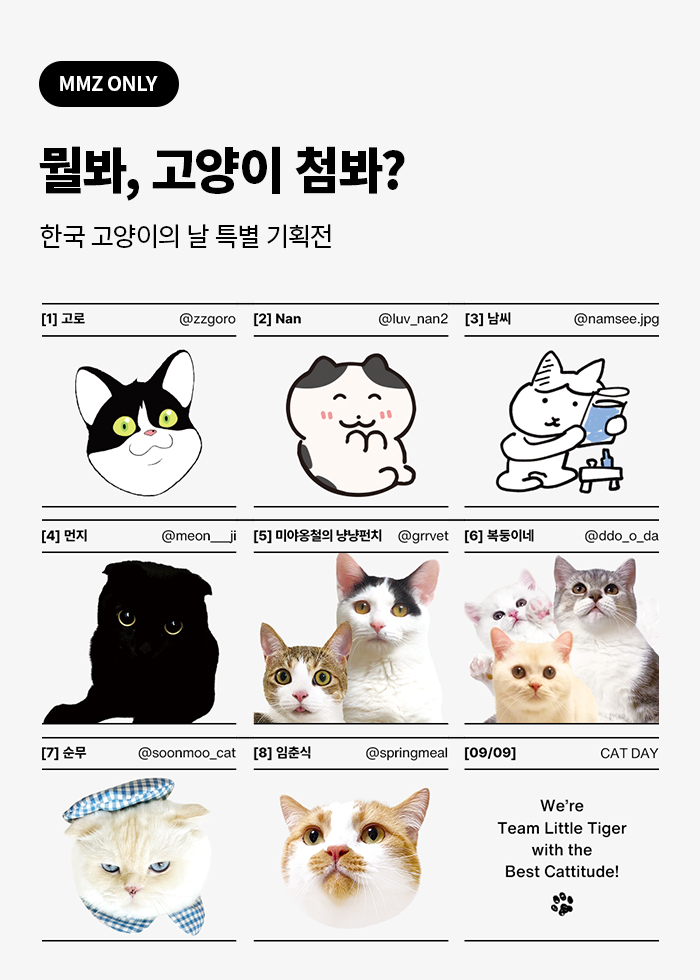 MMZ ONLY
뭘봐, 고양이 첨봐?
한국 고양이의 날 특별 기획전
[1] 고로 @zzgoro
[2] Nan @luv_nan2
[3] 남씨 @namsee.jpg
[4] 먼지 @meon___ji
[5] 미야옹철의 냥냥펀치 @grrvet
[6] 복둥이네 @ddo_o_da
[7] 순무 @soonmoo_cat
[8] 임춘식 @springmeal
[09/09] CAT DAY
We're
Team Little Tiger
with the
Best Cattitude!